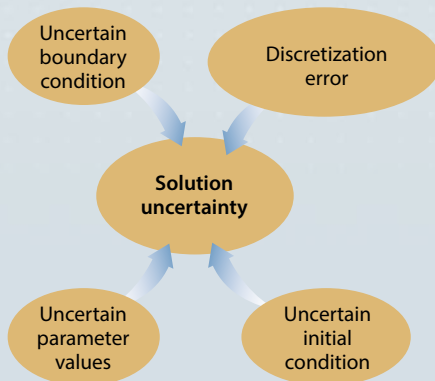 Uncertain
boundary
condition
Discretization
error
Solution
uncertainty
Uncertain
parameter
values
Uncertain
initial
condition